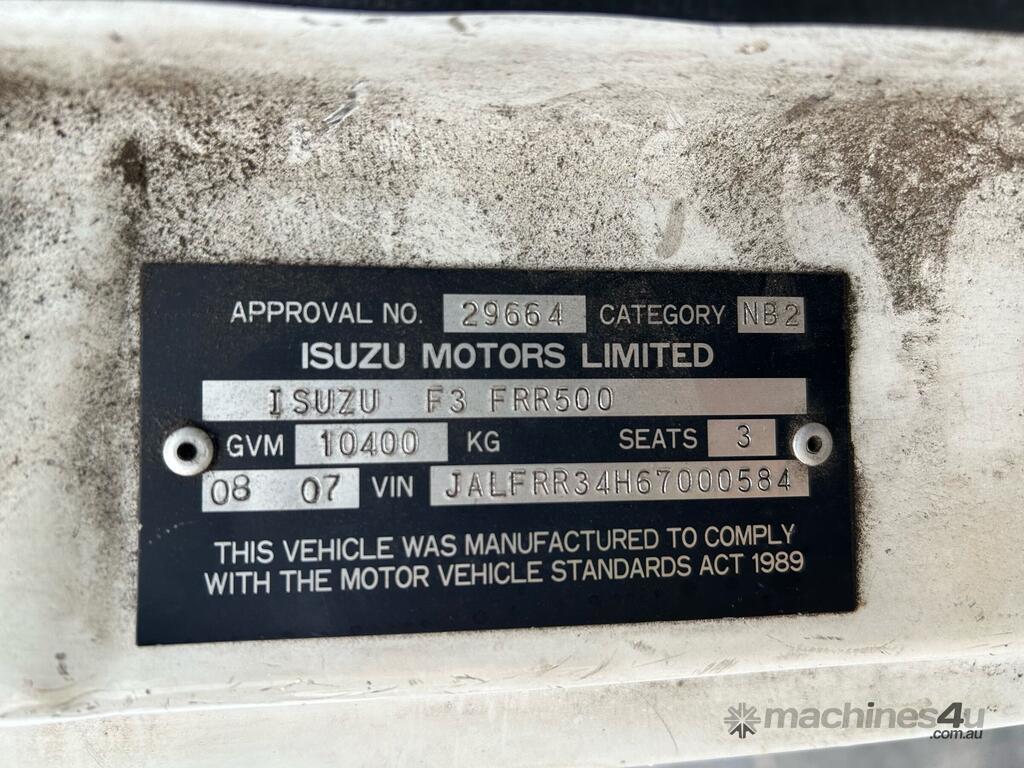 APPROVAL NO. 29664 CATEGORY NB2
ISUZU MOTORS LIMITED
ISUZU F3 FRR500
GVM 10400 KG SEATS 3
08 07 VIN JALFRR34H67000584
THIS VEHICLE WAS MANUFACTURED TO COMPLY
WITH THE MOTOR VEHICLE STANDARDS ACT 1989
machines4u
.com.au